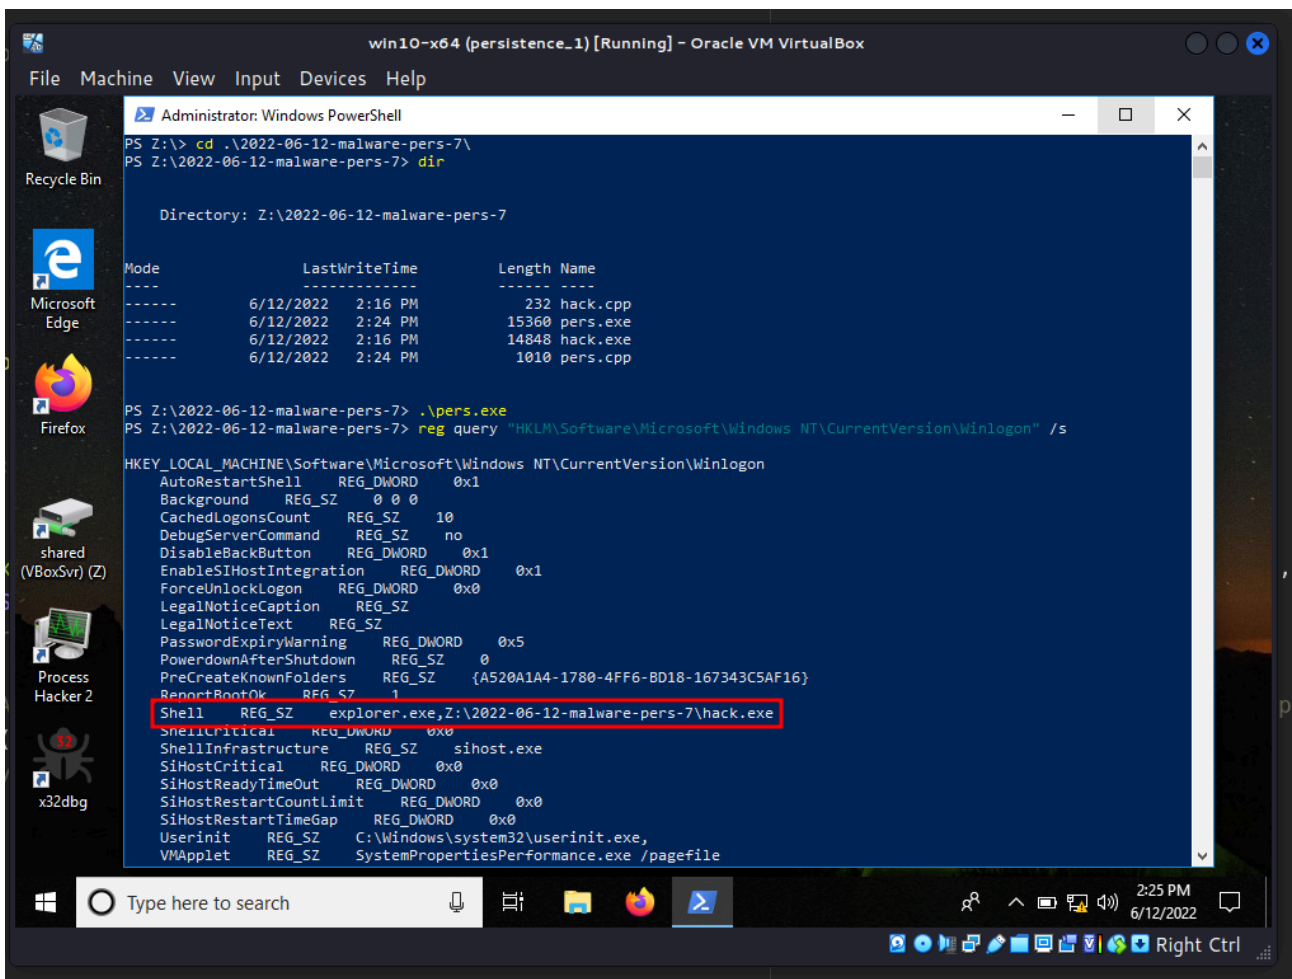 win10-x64 (persistence_1) [Running] - Oracle VM VirtualBox
File Machine View Input Devices Help
Administrator: Windows PowerShell
Recycle Bin
Microsoft
Edge
Firefox
shared
(VBoxSvr) (Z)
Process
Hacker 2
32
x32dbg
PS Z:\> cd .\2022-06-12-malware-pers-7\
PS Z:\2022-06-12-malware-pers-7> dir
Directory: Z:\2022-06-12-malware-pers-7
Mode LastWriteTime Length Name
---- ------------- ------ ----
------ 6/12/2022 2:16 PM 232 hack.cpp
------ 6/12/2022 2:24 PM 15360 pers.exe
------ 6/12/2022 2:16 PM 14848 hack.exe
------ 6/12/2022 2:24 PM 1010 pers.cpp
PS Z:\2022-06-12-malware-pers-7> .\pers.exe
PS Z:\2022-06-12-malware-pers-7> reg query "HKLM\Software\Microsoft\Windows NT\CurrentVersion\Winlogon" /s
HKEY_LOCAL_MACHINE\Software\Microsoft\Windows NT\CurrentVersion\Winlogon
AutoRestartShell REG_DWORD 0x1
Background REG_SZ 0 0 0
CachedLogonsCount REG_SZ 10
DebugServerCommand REG_SZ no
DisableBackButton REG_DWORD 0x1
EnableSIHostIntegration REG_DWORD 0x1
ForceUnlockLogon REG_DWORD 0x0
LegalNoticeCaption REG_SZ
LegalNoticeText REG_SZ
PasswordExpiryWarning REG_DWORD 0x5
PowerdownAfterShutdown REG_SZ 0
PreCreateKnownFolders REG_SZ {A520A1A4-1780-4FF6-BD18-167343C5AF16}
ReportBootOk REG_SZ 1
Shell REG_SZ explorer.exe,Z:\2022-06-12-malware-pers-7\hack.exe
ShellCritical REG_DWORD 0x0
ShellInfrastructure REG_SZ sihost.exe
SiHostCritical REG_DWORD 0x0
SiHostReadyTimeOut REG_DWORD 0x0
SiHostRestartCountLimit REG_DWORD 0x0
SiHostRestartTimeGap REG_DWORD 0x0
Userinit REG_SZ C:\Windows\system32\userinit.exe,
VMApplet REG_SZ SystemPropertiesPerformance.exe /pagefile
Type here to search
2:25 PM
6/12/2022
Right Ctrl